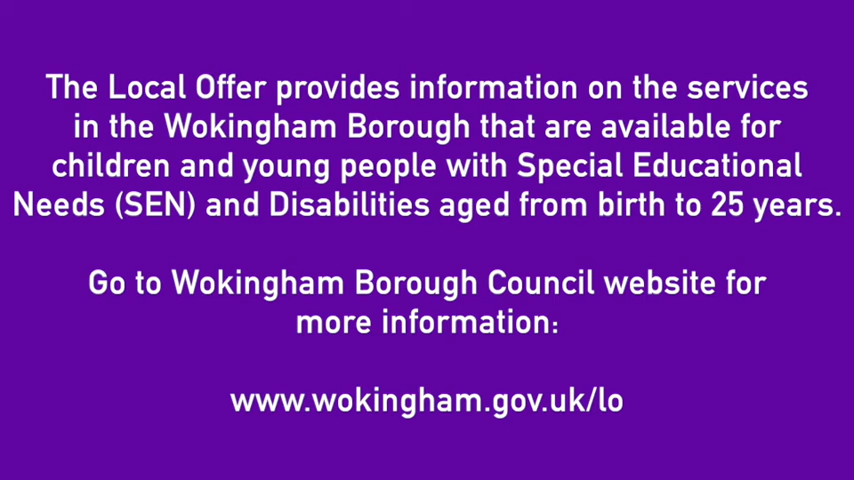 The Local Offer provides information on the services
in the Wokingham Borough that are available for
children and young people with Special Educational
Needs (SEN) and Disabilities aged from birth to 25 years.
Go to Wokingham Borough Council website for
more information:
www.wokingham.gov.uk/lo